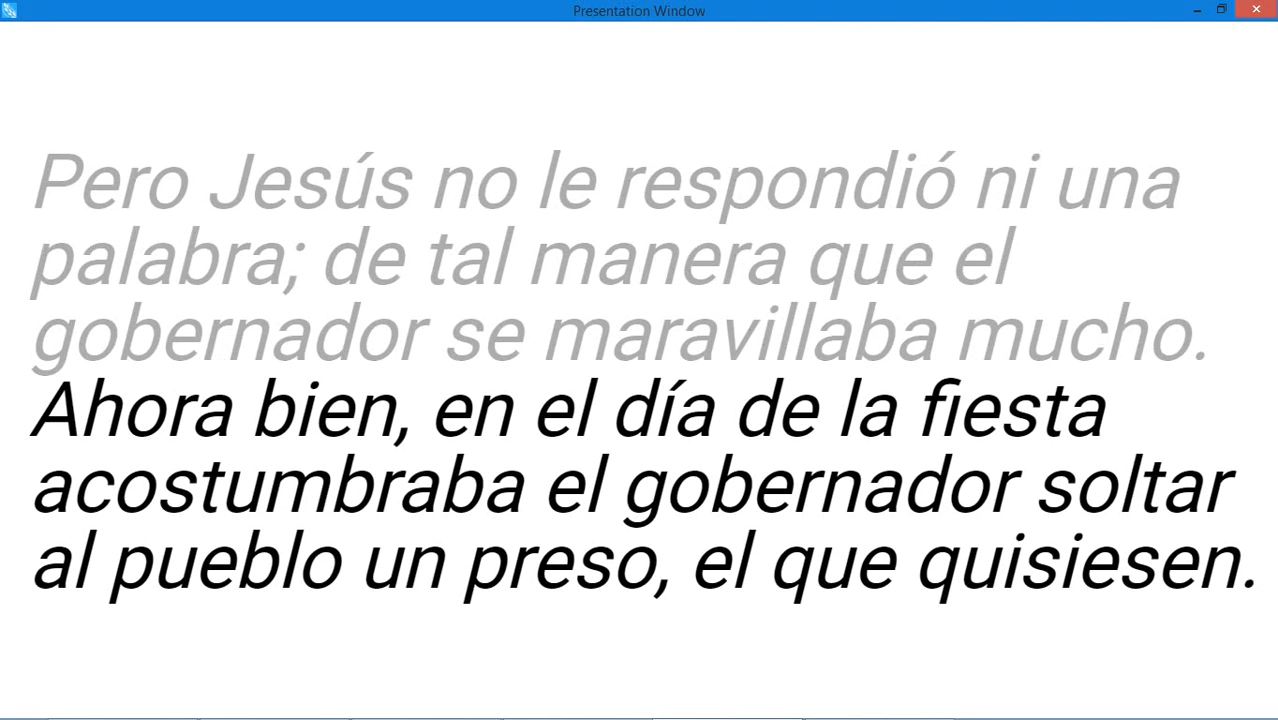 Presentation Window
Pero Jesús no le respondió ni una
palabra; de tal manera que el
gobernador se maravillaba mucho.
Ahora bien, en el día de la fiesta
acostumbraba el gobernador soltar
al pueblo un preso, el que quisiesen.